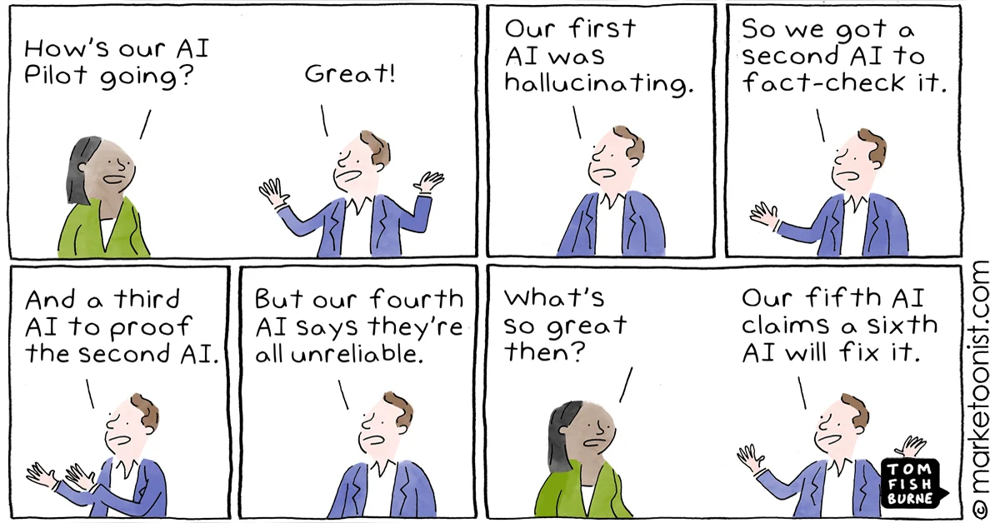 How's our AI
Pilot going?
Great!
Our first
AI was
hallucinating.
So we got a
second AI to
fact-check it.
And a third
AI to proof
the second AI.
But our fourth
AI says they're
all unreliable.
What's
so great
then?
Our fifth AI
claims a sixth
AI will fix it.
TOM
FISH
BURNE
© marketoonist.com